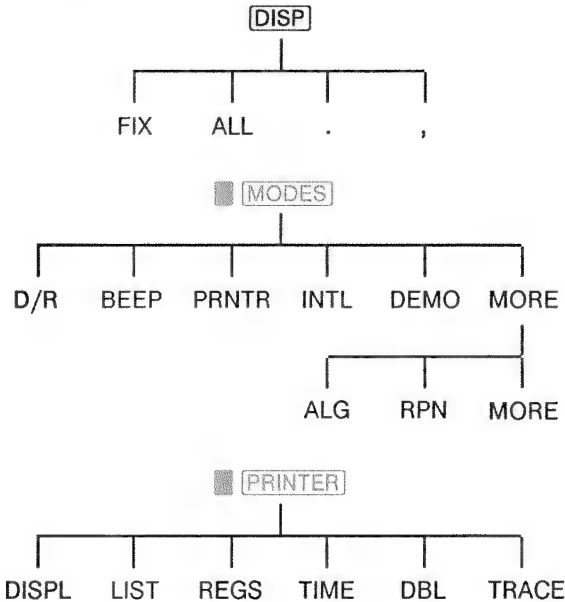 DISP
FIX ALL . ,
MODES
D/R BEEP PRNTR INTL DEMO MORE
ALG RPN MORE
PRINTER
DISPL LIST REGS TIME DBL TRACE